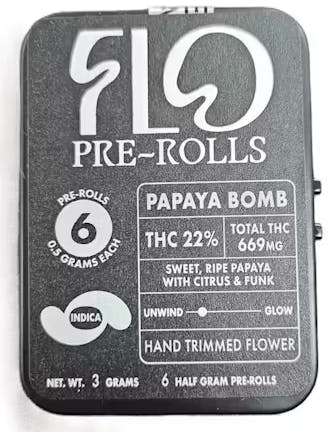 FLO
PRE-ROLLS
PRE-ROLLS
6
0.5 GRAMS EACH
INDICA
PAPAYA BOMB
THC 22%
TOTAL THC
669MG
SWEET, RIPE PAPAYA
WITH CITRUS & FUNK
UNWIND
GLOW
HAND TRIMMED FLOWER
NET. WT. 3 GRAMS
6 HALF GRAM PRE-ROLLS